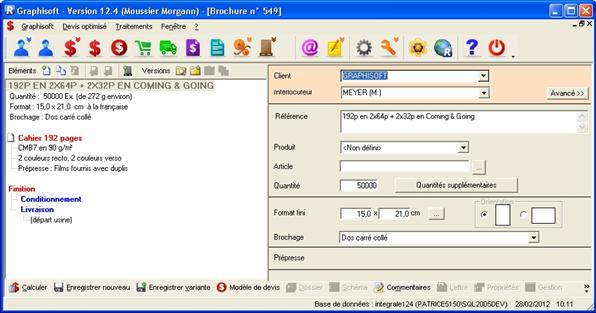 Graphisoft - Version 12.4 (Moussier Morgann) - [Brochure n° 549]
Graphisoft Devis optimisé Traitements Fenêtre ?
Eléments Versions
192P EN 2X64P + 2X32P EN COMING & GOING
Quantité : 50000 Ex. (de 272 g environ)
Format : 15,0 x 21,0 cm à la française
Brochage : Dos carré collé
Cahier 192 pages
CMB7 en 90 g/m²
2 couleurs recto, 2 couleurs verso
Prépresse : Films fournis avec duplis
Finition
Conditionnement
Livraison
(départ usine)
Client GRAPHISOFT
Interlocuteur MEYER (M.) Avancé >>
Référence 192p en 2x64p + 2x32p en Coming & Going
Produit <Non défini>
Article ...
Quantité 50000 Quantités supplémentaires
Orientation
Format fini 15,0 x 21,0 cm ...
Brochage Dos carré collé
Prépresse
Calculer Enregistrer nouveau Enregistrer variante Modèle de devis Dossier Schéma Commentaires Lettre Propriétés Gestion »
Base de données : integrale124 (PATRICE5150\SQL2005DEV) 28/02/2012 10:11